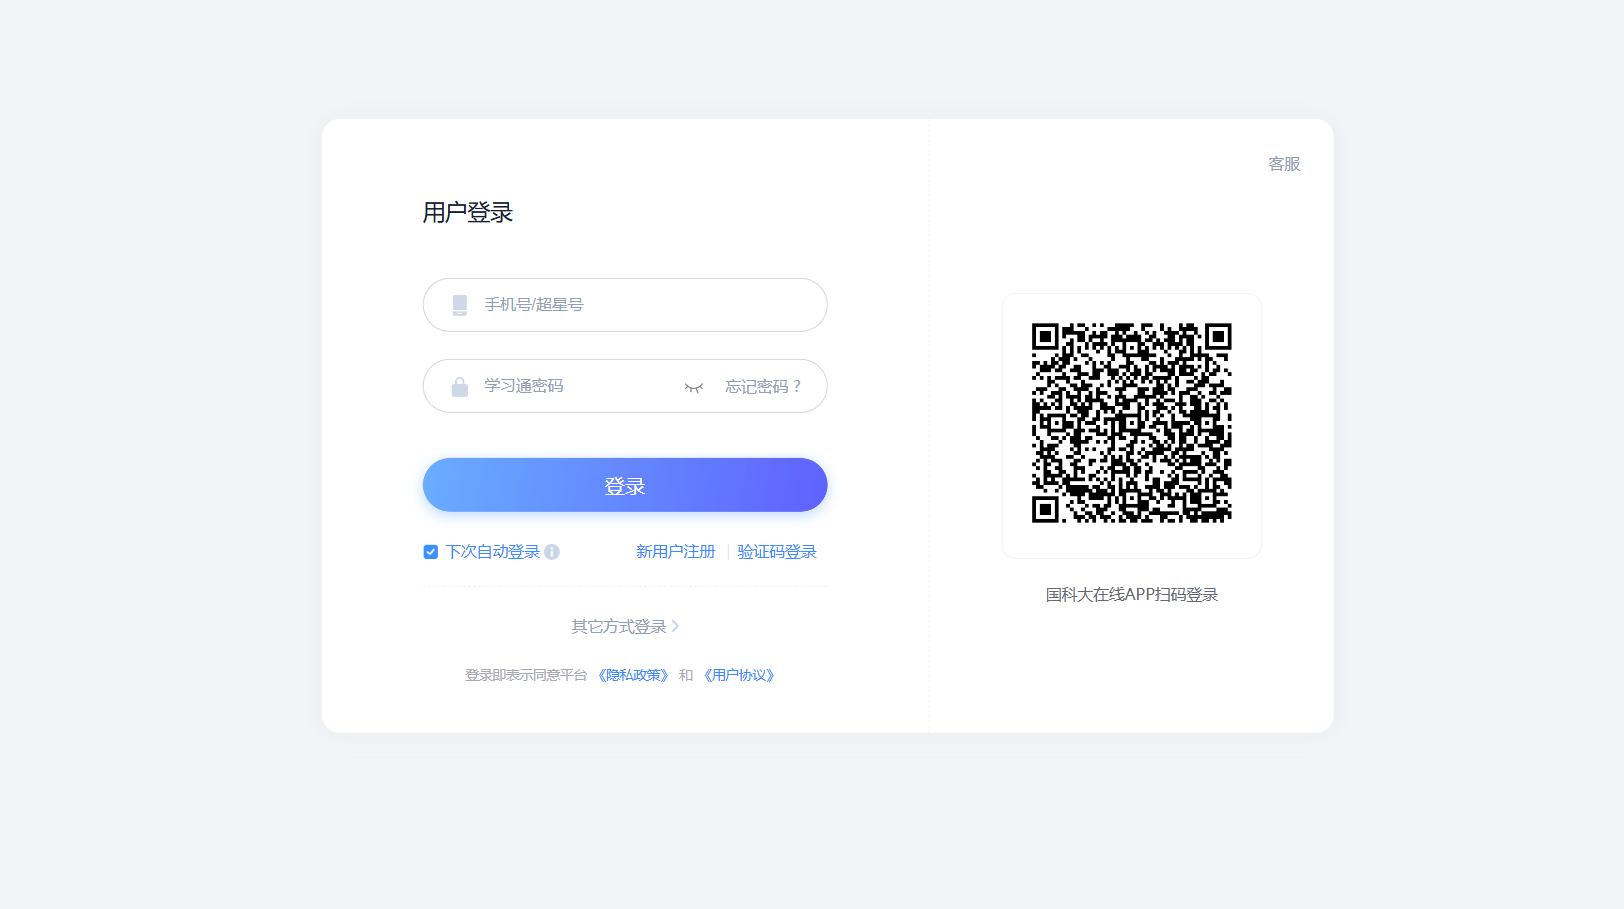 客服
用户登录
手机号/超星号
学习通密码 忘记密码？
登录
下次自动登录 新用户注册 验证码登录
其它方式登录
登录即表示同意平台 《隐私政策》 和 《用户协议》
国科大在线APP扫码登录